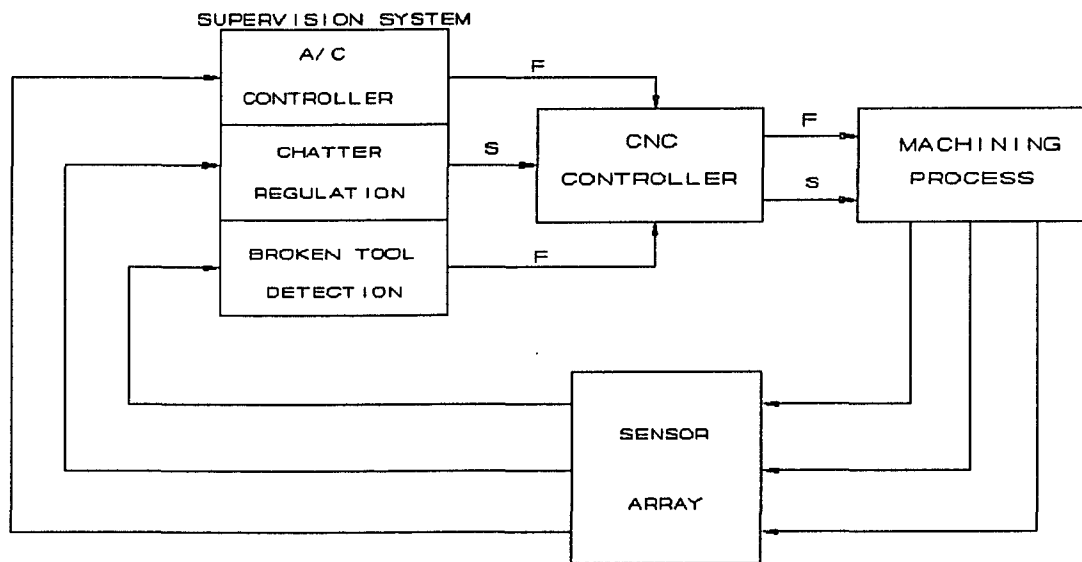 SUPERVISION SYSTEM
A/C
CONTROLLER
CHATTER
REGULATION
BROKEN TOOL
DETECTION
F
S
F
CNC
CONTROLLER
F
S
MACHINING
PROCESS
SENSOR
ARRAY